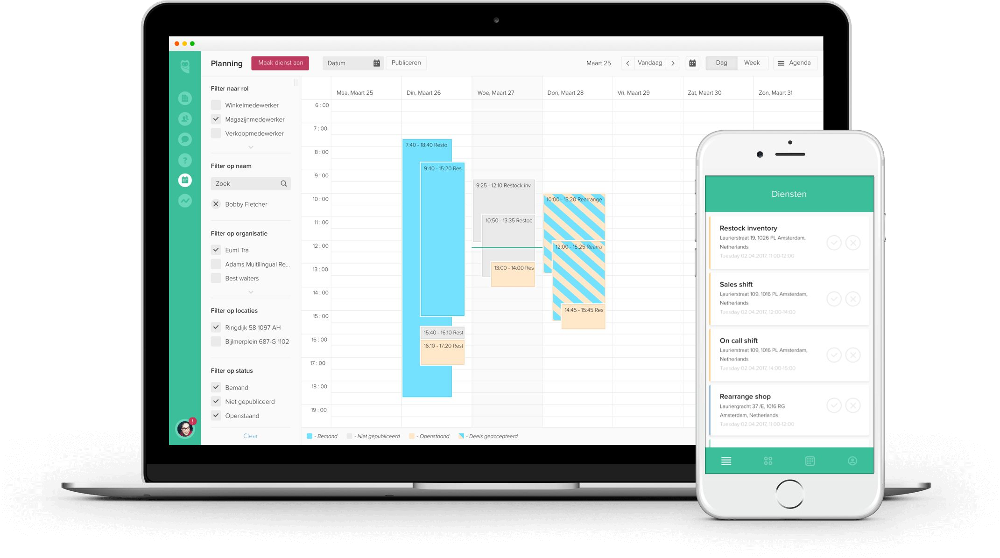 Planning
Maak dienst aan
Datum
Publiceren
Maart 25
Vandaag
Dag
Week
Agenda
Filter naar rol
Winkelmedewerker
Magazijnmedewerker
Verkoopmedewerker
Filter op naam
Zoek
Bobby Fletcher
Filter op organisatie
Eumi Tra
Adams Multilingual Re...
Best waiters
Filter op locaties
Ringdijk 58 1097 AH
Bijlmerplein 687-G 1102
Filter op status
Bemand
Niet gepubliceerd
Openstaand
Clear
Maa, Maart 25
Din, Maart 26
Woe, Maart 27
Don, Maart 28
Vri, Maart 29
Zat, Maart 30
Zon, Maart 31
6 : 00
7 : 00
8 : 00
9 : 00
10 : 00
11 : 00
12 : 00
13 : 00
14 : 00
15 : 00
16 : 00
17 : 00
18 : 00
19 : 00
7:40 - 18:40 Resto
9:40 - 15:20 Res
15:40 - 16:10 Rest
16:10 - 17:20 Rest
9:25 - 12:10 Restock inv
10:50 - 13:35 Restoc
13:00 - 14:00 Res
10:00 - 13:20 Rearrange
12:00 - 15:25 Rearra
14:45 - 15:45 Res
- Bemand
- Niet gepubliceerd
- Openstaand
- Deels geaccepteerd
Diensten
Restock inventory
Laurierstraat 19, 1026 PL Amsterdam,
Netherlands
Tuesday 02.04.2017, 11:00-12:00
Sales shift
Laurierstraat 109, 1016 PL Amsterdam,
Netherlands
Tuesday 02.04.2017, 12:00-14:00
On call shift
Laurierstraat 109, 1016 PL Amsterdam,
Netherlands
Tuesday 02.04.2017, 14:00-15:00
Rearrange shop
Lauriergracht 37 /E, 1016 RG
Amsterdam, Netherlands
Tuesday 02.04.2017, 11:00-12:00